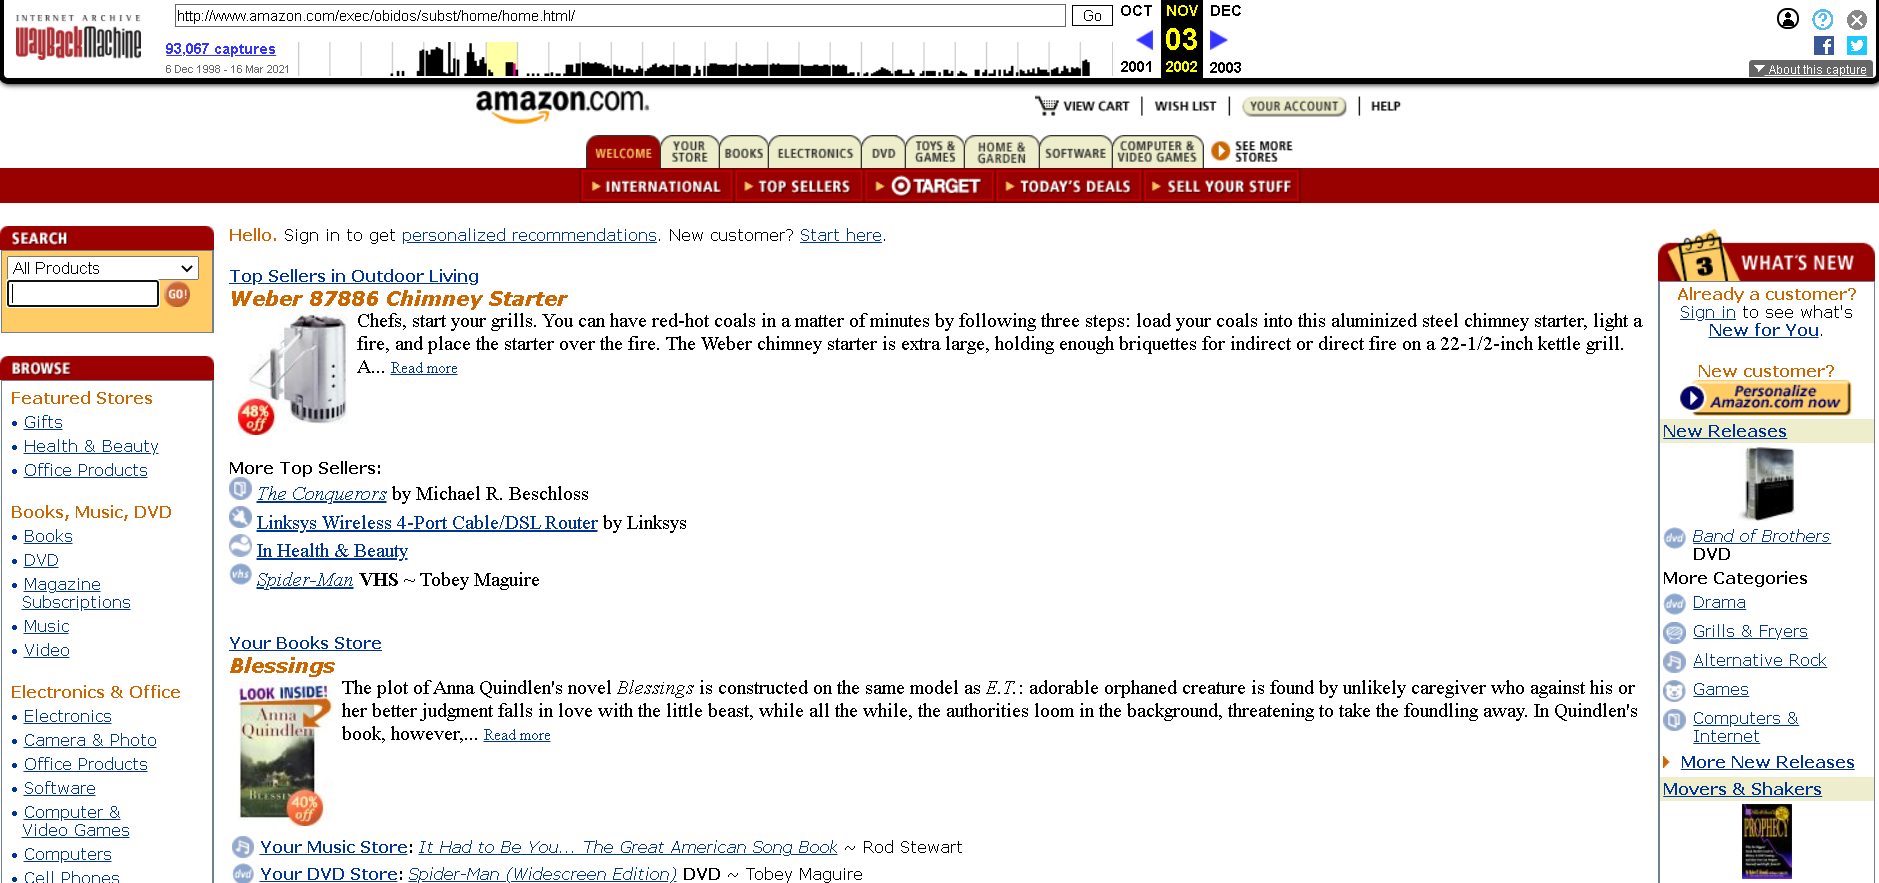 INTERNET ARCHIVE
WayBackMachine
http://www.amazon.com/exec/obidos/subst/home/home.html/
Go
93,067 captures
6 Dec 1998 - 16 Mar 2021
OCT NOV DEC
03
2001 2002 2003
About this capture
amazon.com.
VIEW CART | WISH LIST | YOUR ACCOUNT | HELP
WELCOME
YOUR STORE
BOOKS
ELECTRONICS
DVD
TOYS & GAMES
HOME & GARDEN
SOFTWARE
COMPUTER & VIDEO GAMES
SEE MORE STORES
INTERNATIONAL
TOP SELLERS
TARGET
TODAY'S DEALS
SELL YOUR STUFF
SEARCH
All Products
GO!
BROWSE
Featured Stores
• Gifts
• Health & Beauty
• Office Products
Books, Music, DVD
• Books
• DVD
• Magazine
Subscriptions
• Music
• Video
Electronics & Office
• Electronics
• Camera & Photo
• Office Products
• Software
• Computer &
Video Games
• Computers
• Cell Phones
Hello. Sign in to get personalized recommendations. New customer? Start here.
Top Sellers in Outdoor Living
Weber 87886 Chimney Starter
48% off
Chefs, start your grills. You can have red-hot coals in a matter of minutes by following three steps: load your coals into this aluminized steel chimney starter, light a
fire, and place the starter over the fire. The Weber chimney starter is extra large, holding enough briquettes for indirect or direct fire on a 22-1/2-inch kettle grill.
A... Read more
More Top Sellers:
The Conquerors by Michael R. Beschloss
Linksys Wireless 4-Port Cable/DSL Router by Linksys
In Health & Beauty
vhs Spider-Man VHS ~ Tobey Maguire
Your Books Store
Blessings
LOOK INSIDE!
Anna
Quindlen
BLESSINGS
40% off
The plot of Anna Quindlen's novel Blessings is constructed on the same model as E.T.: adorable orphaned creature is found by unlikely caregiver who against his or
her better judgment falls in love with the little beast, while all the while, the authorities loom in the background, threatening to take the foundling away. In Quindlen's
book, however,... Read more
Your Music Store: It Had to Be You... The Great American Song Book ~ Rod Stewart
dvd Your DVD Store: Spider-Man (Widescreen Edition) DVD ~ Tobey Maguire
3 WHAT'S NEW
Already a customer?
Sign in to see what's
New for You.
New customer?
Personalize
Amazon.com now
New Releases
dvd Band of Brothers
DVD
More Categories
dvd Drama
Grills & Fryers
Alternative Rock
Games
Computers &
Internet
More New Releases
Movers & Shakers
PROPHECY